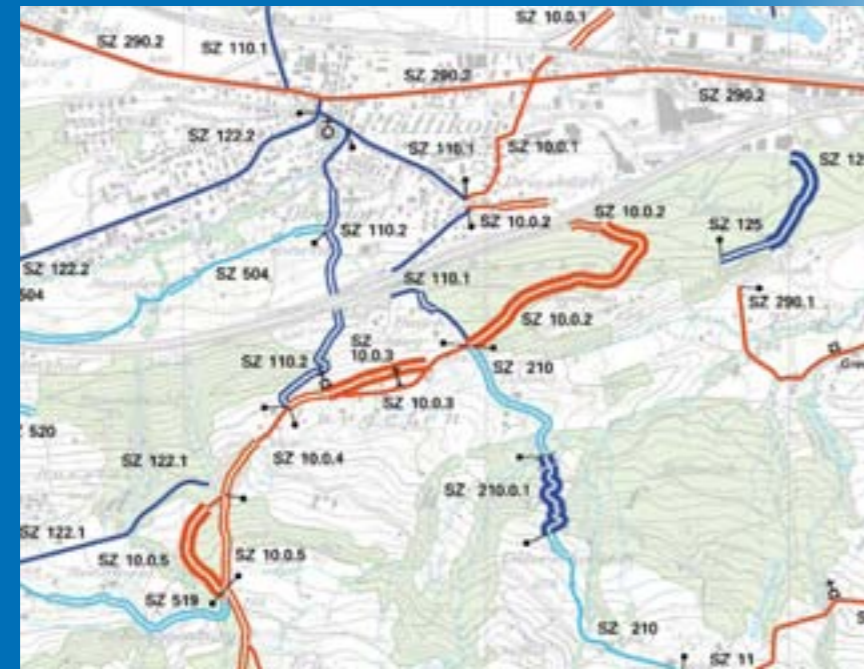 SZ 10.0.1
SZ 290.2
SZ 110.1
SZ 290.2
SZ 290.2
Pfäffikon
SZ 122.2
SZ 110.1
SZ 10.0.1
SZ 12
SZ 10.0.2
SZ 10.0.2
SZ 125
SZ 110.2
SZ 122.2
SZ 504
504
SZ 110.1
SZ 290.1
SZ 10.0.2
SZ
10.0.3
SZ 110.2
SZ 210
SZ 10.0.3
520
SZ 10.0.4
SZ 122.1
SZ 210.0.1
SZ 122.1
SZ 10.0.5
SZ 10.0.5
SZ 519
SZ 210
SZ 11